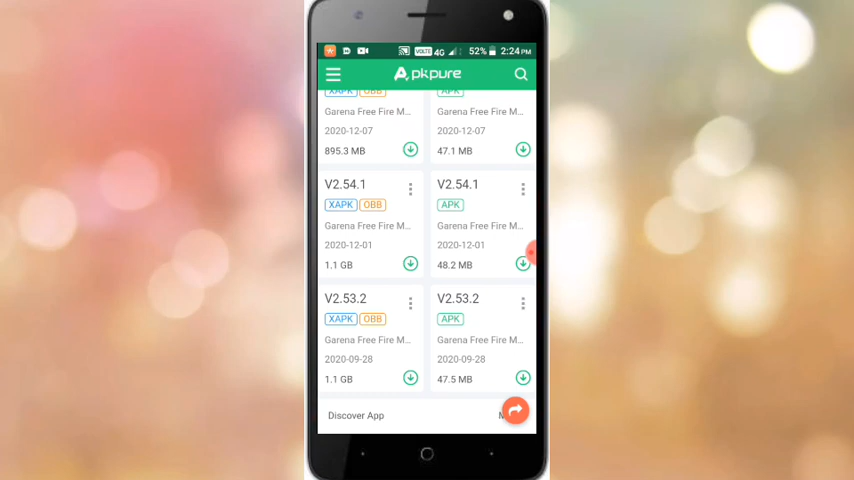 VOLTE 4G 52% 2:24 PM
Apkpure
XAPK OBB APK
Garena Free Fire M... Garena Free Fire M...
2020-12-07 2020-12-07
895.3 MB 47.1 MB
V2.54.1 V2.54.1
XAPK OBB APK
Garena Free Fire M... Garena Free Fire M...
2020-12-01 2020-12-01
1.1 GB 48.2 MB
V2.53.2 V2.53.2
XAPK OBB APK
Garena Free Fire M... Garena Free Fire M...
2020-09-28 2020-09-28
1.1 GB 47.5 MB
Discover App